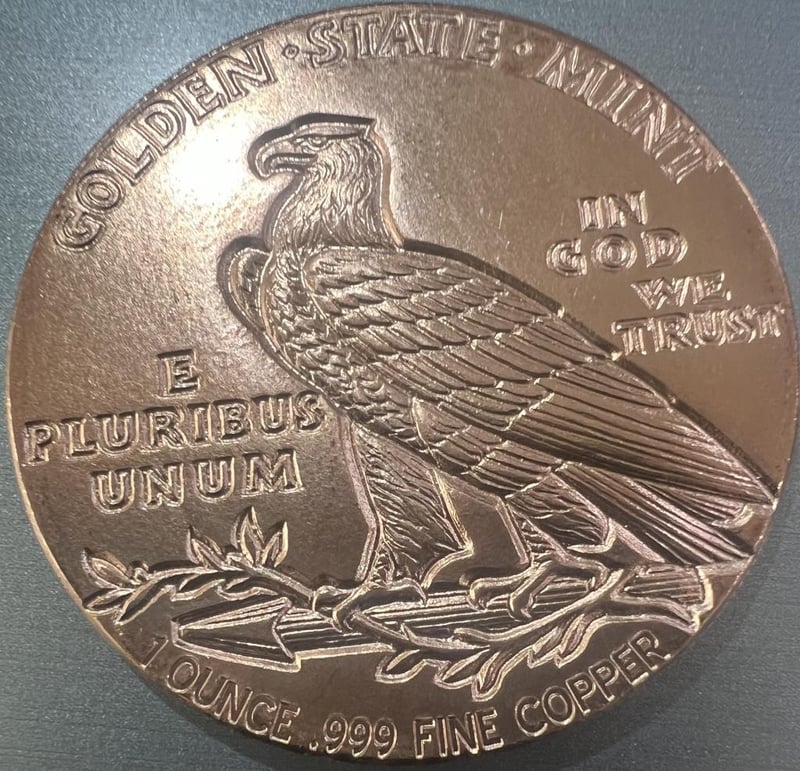 GOLDEN · STATE · MINT
IN
GOD
WE
TRUST
E
PLURIBUS
UNUM
1 OUNCE .999 FINE COPPER